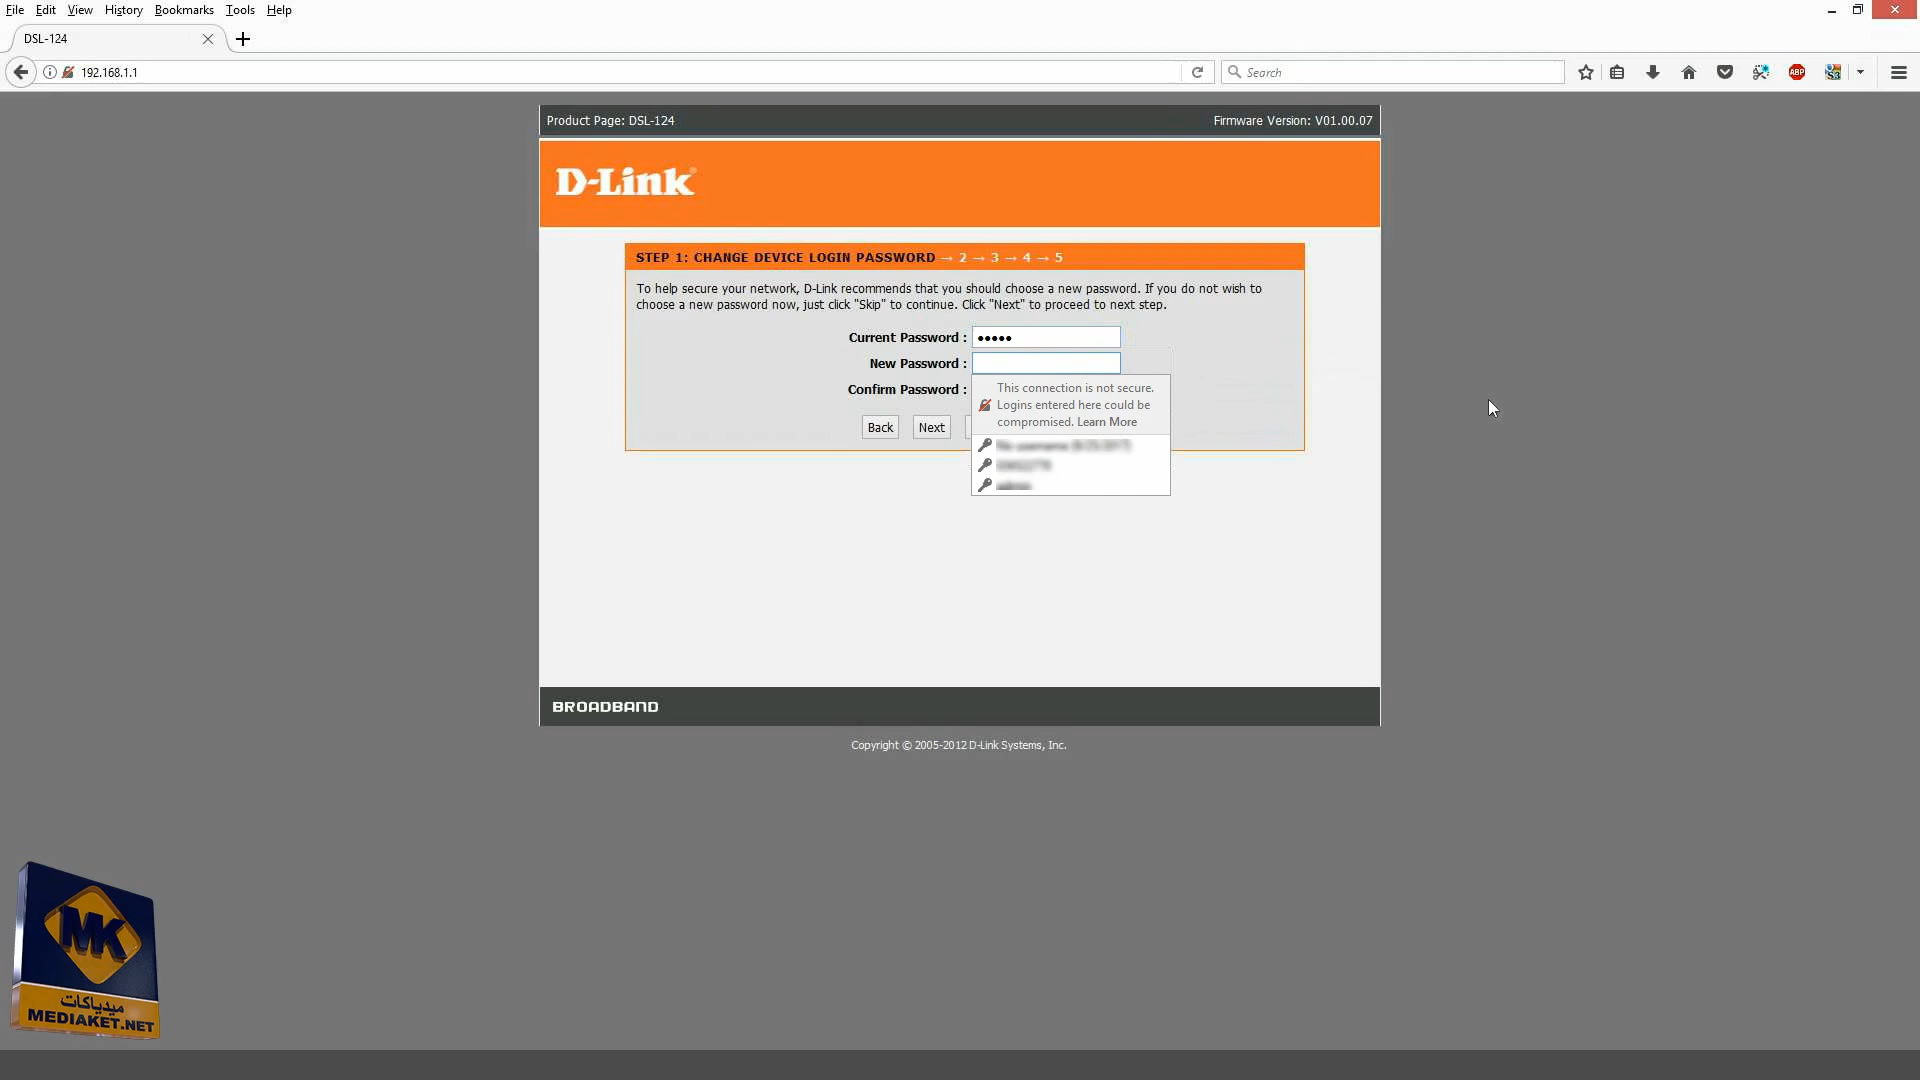 File Edit View History Bookmarks Tools Help
DSL-124
192.168.1.1
Search
ABP
Product Page: DSL-124 Firmware Version: V01.00.07
D-Link
STEP 1: CHANGE DEVICE LOGIN PASSWORD → 2 → 3 → 4 → 5
To help secure your network, D-Link recommends that you should choose a new password. If you do not wish to
choose a new password now, just click "Skip" to continue. Click "Next" to proceed to next step.
Current Password : •••••
New Password :
Confirm Password :
This connection is not secure.
Logins entered here could be
compromised. Learn More
Back Next
BROADBAND
Copyright © 2005-2012 D-Link Systems, Inc.
MK
ميدياكات
MEDIAKET.NET